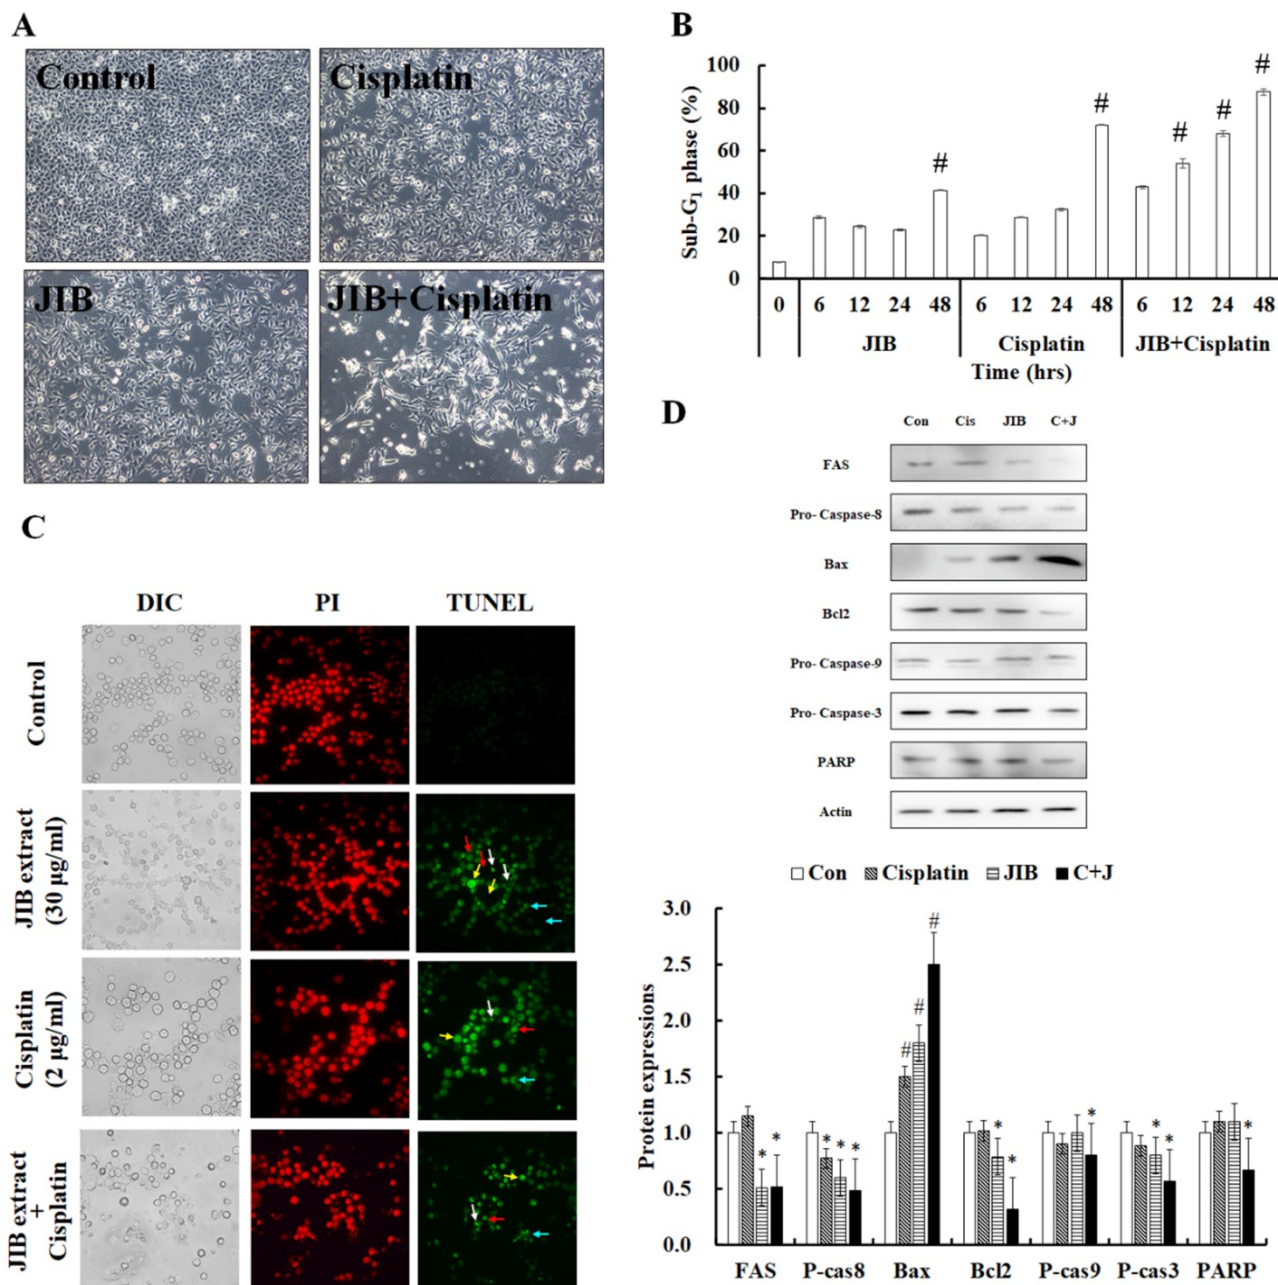 A
Control
Cisplatin
JIB
JIB+Cisplatin
B
Sub-G1 phase (%)
100
80
60
40
20
0
# # # # #
0 6 12 24 48 6 12 24 48 6 12 24 48
JIB Cisplatin JIB+Cisplatin
Time (hrs)
C
DIC PI TUNEL
Control
JIB extract
(30 µg/ml)
Cisplatin
(2 µg/ml)
JIB extract
+
Cisplatin
D
Con Cis JIB C+J
FAS
Pro- Caspase-8
Bax
Bcl2
Pro- Caspase-9
Pro- Caspase-3
PARP
Actin
Con Cisplatin JIB C+J
Protein expressions
3.0
2.5
2.0
1.5
1.0
0.5
0.0
* * * * * # # # * * * * * *
FAS P-cas8 Bax Bcl2 P-cas9 P-cas3 PARP